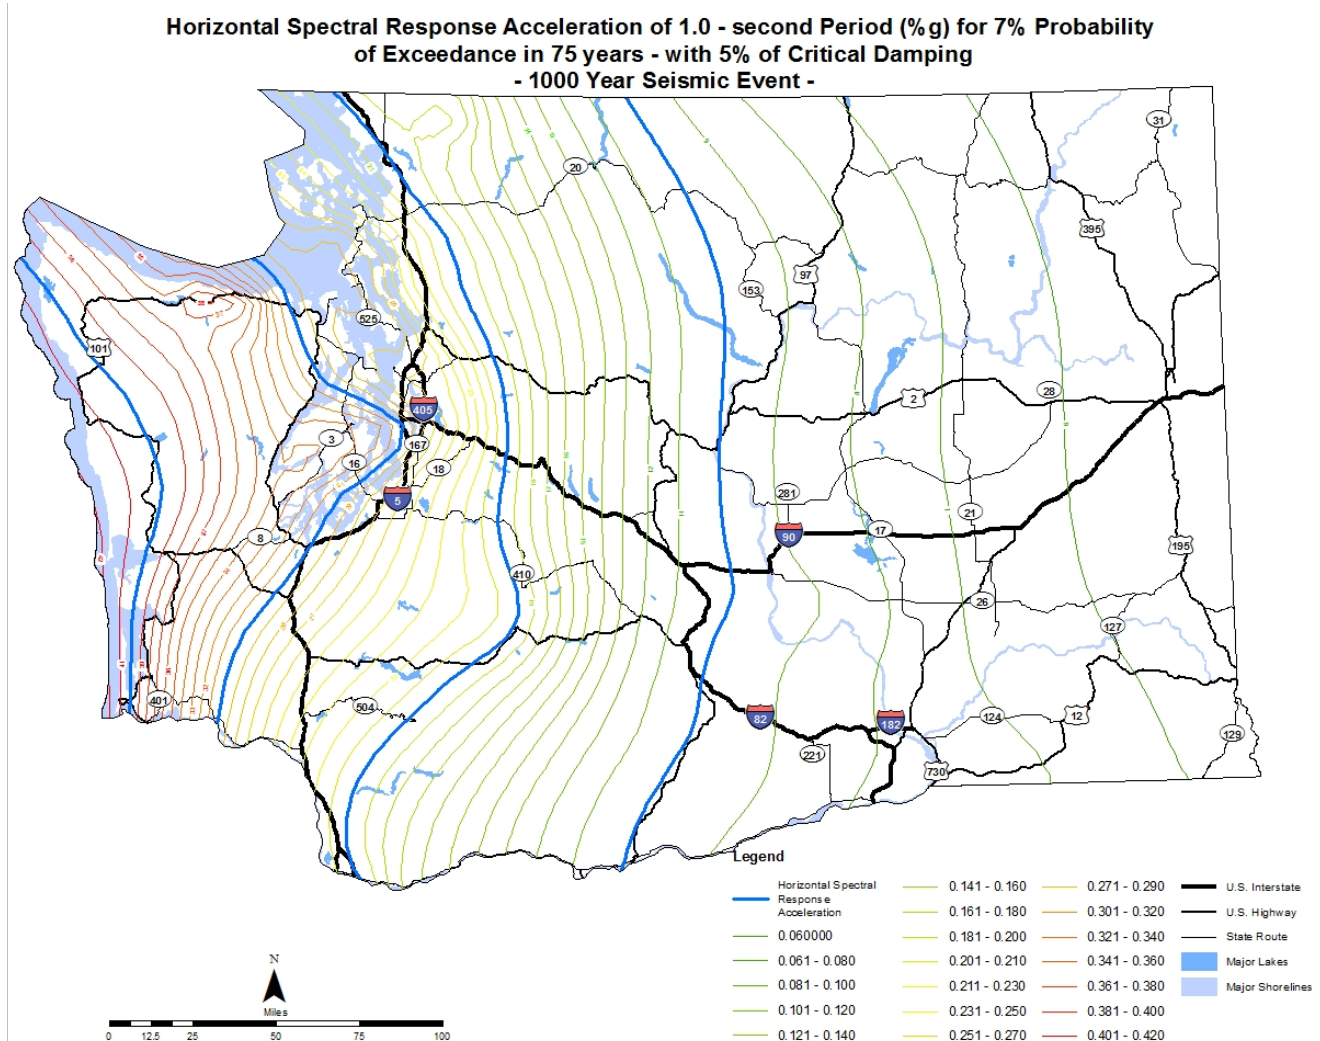 Horizontal Spectral Response Acceleration of 1.0 - second Period (%g) for 7% Probability
of Exceedance in 75 years - with 5% of Critical Damping
- 1000 Year Seismic Event -
31
20
395
97
153
525
101
405
2
28
3
167
16
18
5
281
21
17
90
8
195
410
26
127
401
504
82
182
124
12
129
221
730
Legend
Horizontal Spectral
Response
Acceleration
0.060000
0.061 - 0.080
0.081 - 0.100
0.101 - 0.120
0.121 - 0.140
0.141 - 0.160
0.161 - 0.180
0.181 - 0.200
0.201 - 0.210
0.211 - 0.230
0.231 - 0.250
0.251 - 0.270
0.271 - 0.290
0.301 - 0.320
0.321 - 0.340
0.341 - 0.360
0.361 - 0.380
0.381 - 0.400
0.401 - 0.420
U.S. Interstate
U.S. Highway
State Route
Major Lakes
Major Shorelines
N
Miles
0 12.5 25 50 75 100